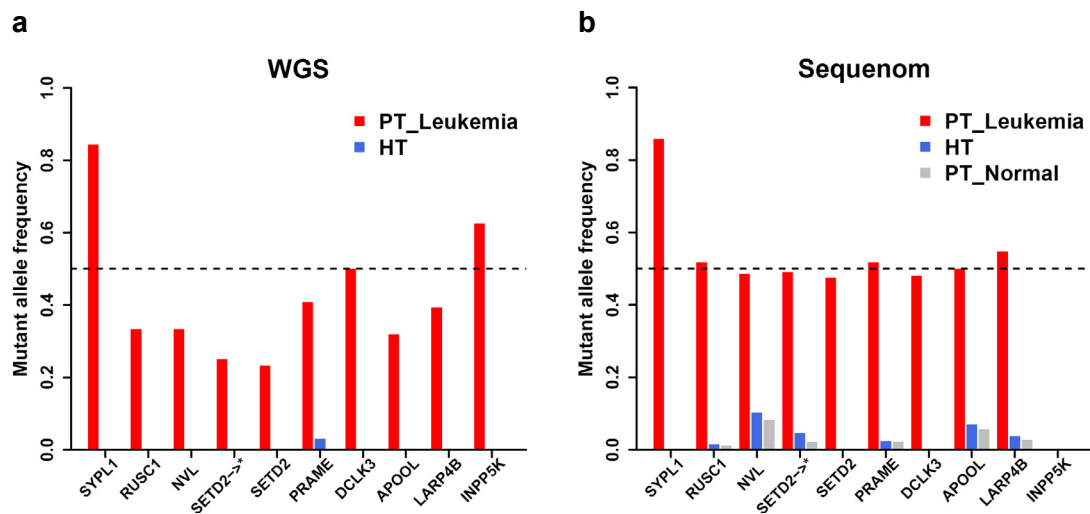 a
WGS
PT_Leukemia
HT
Mutant allele frequency
1.0
0.8
0.6
0.4
0.2
0.0
SYPL1
RUSC1
NVL
SETD2->*
SETD2
PRAME
DCLK3
APOOL
LARP4B
INPP5K
b
Sequenom
PT_Leukemia
HT
PT_Normal
Mutant allele frequency
1.0
0.8
0.6
0.4
0.2
0.0
SYPL1
RUSC1
NVL
SETD2->*
SETD2
PRAME
DCLK3
APOOL
LARP4B
INPP5K